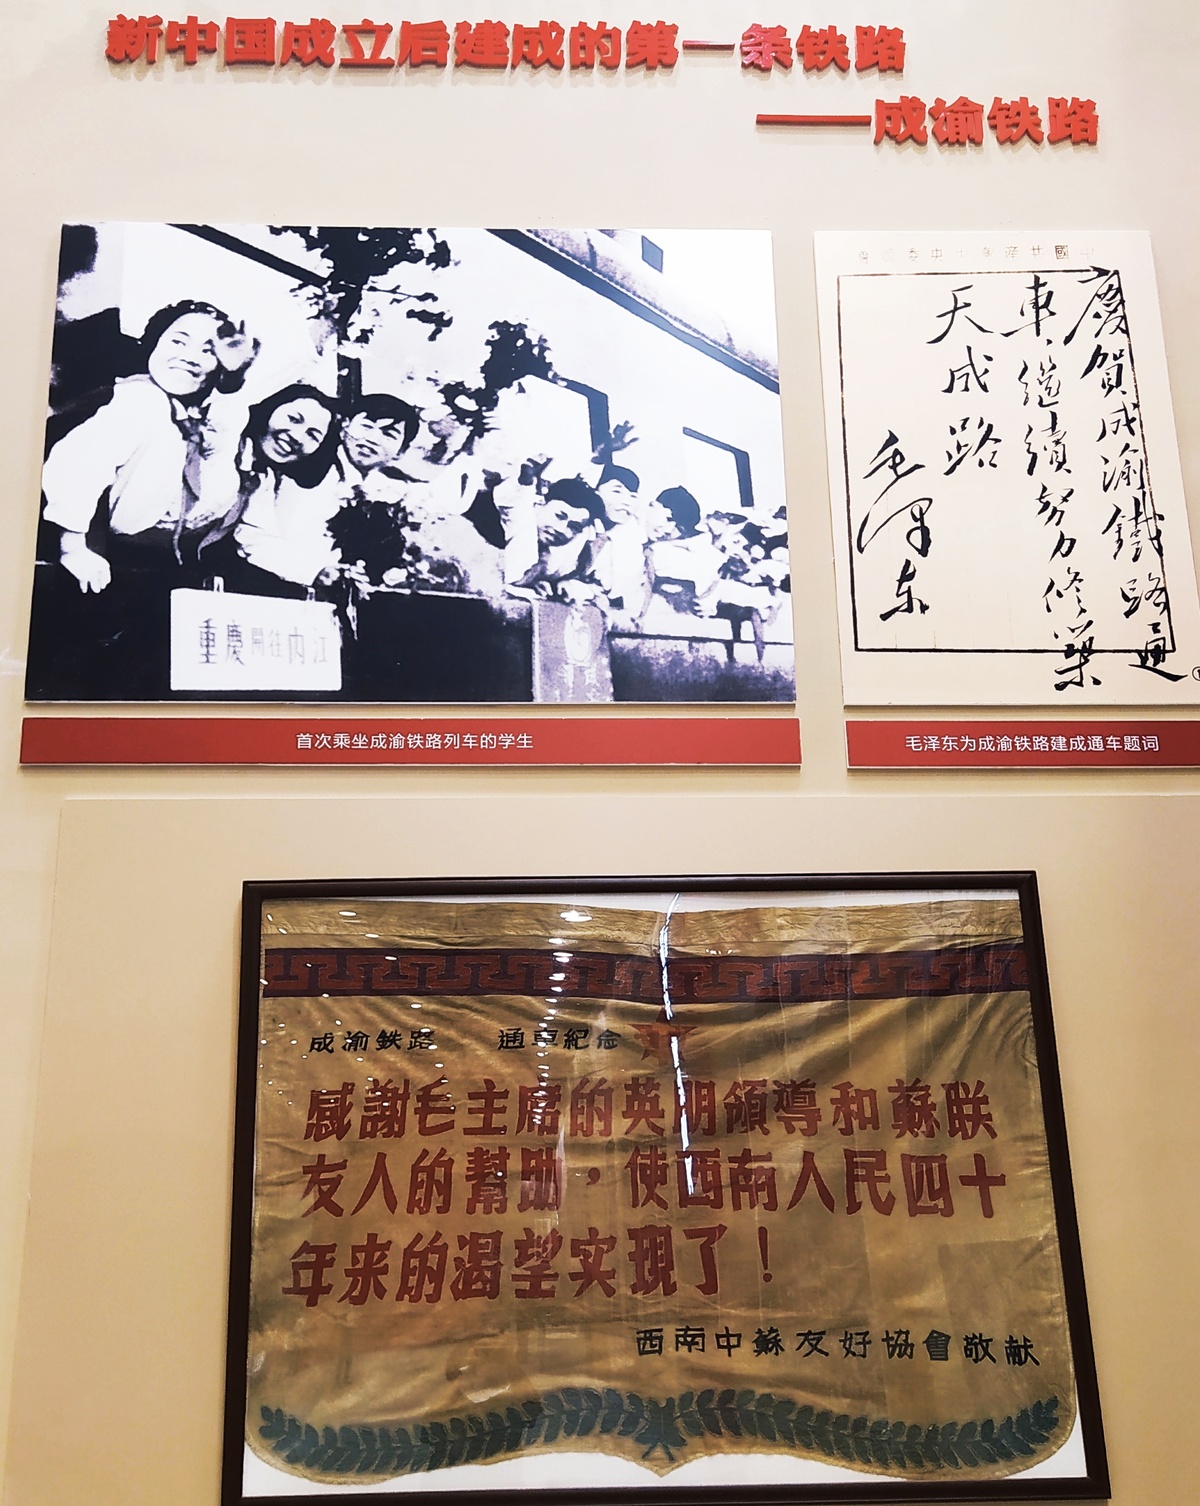 新中国成立后建成的第一条铁路
——成渝铁路
重慶開往内江
首次乘坐成渝铁路列车的学生
慶賀成渝鐵路通
車，繼續努力修築
天成路
毛泽东
毛泽东为成渝铁路建成通车题词
成渝鉄路 通車紀念
感謝毛主席的英明領導和蘇联
友人的幫助，使西南人民四十
年来的渴望实現了！
西南中蘇友好協會敬献